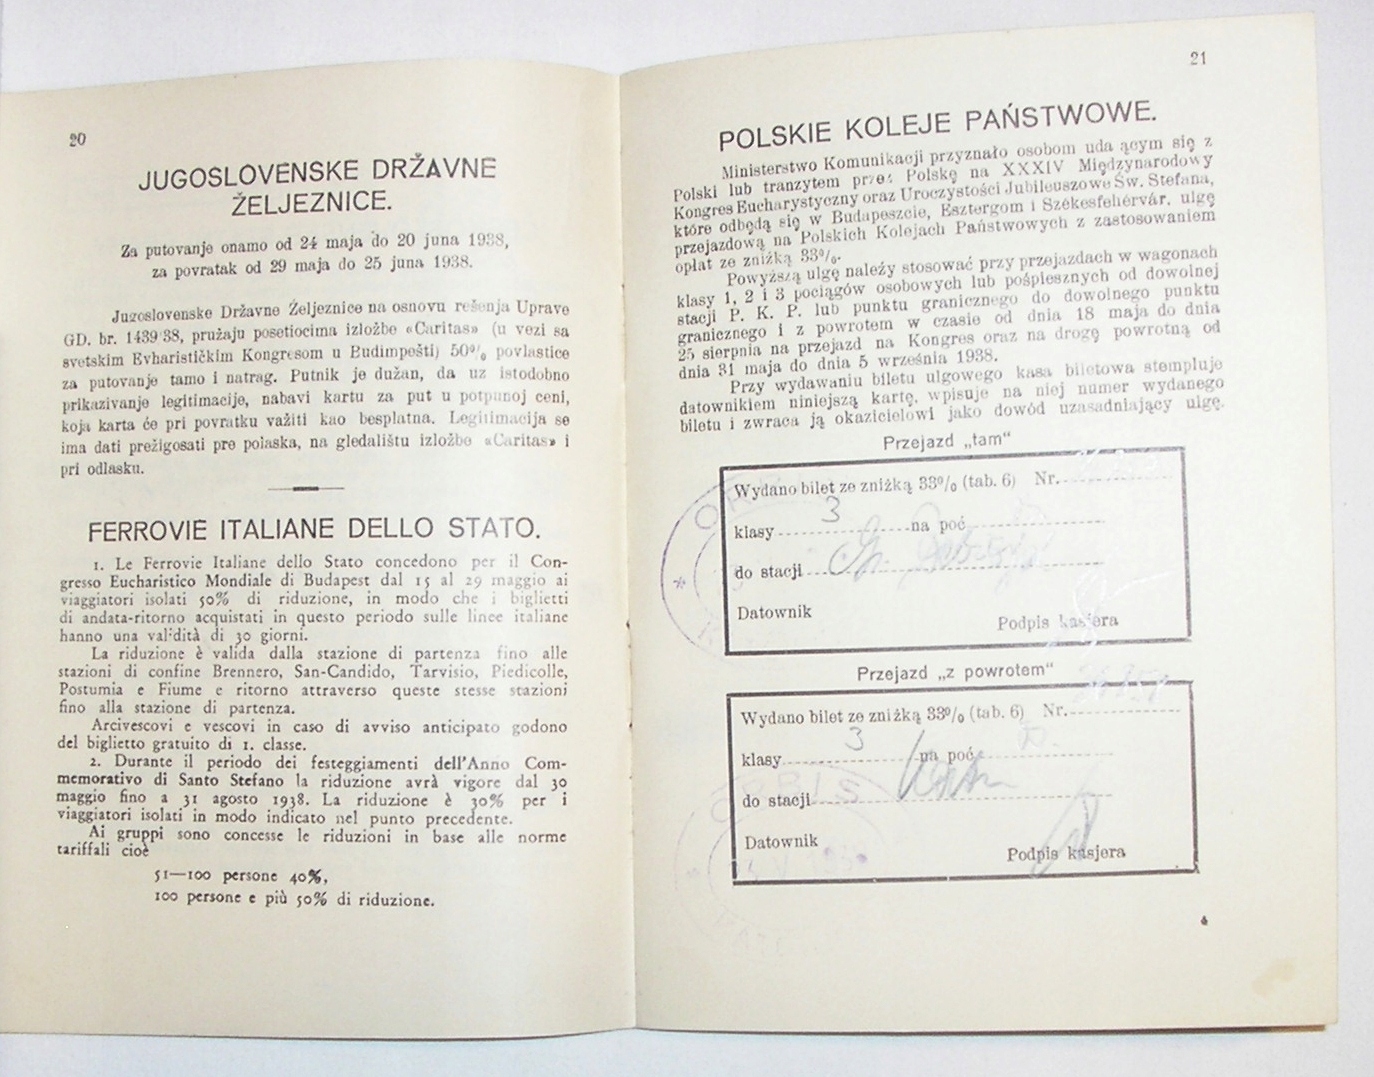 20
JUGOSLOVENSKE DRŽAVNE
ŽELJEZNICE.
Za putovanje onamo od 24 maja do 20 juna 1938,
za povratak od 29 maja do 25 juna 1938.
Jugoslovenske Državne Željeznice na osnovu rešenja Uprave
GD. br. 1439/38, pružaju posetiocima izložbe «Caritas» (u vezi sa
svetskim Evharističkim Kongresom u Budimpešti) 50% povlastice
za putovanje tamo i natrag. Putnik je dužan, da uz istodobno
prikazivanje legitimacije, nabavi kartu za put u potpunoj ceni,
koja karta će pri povratku važiti kao besplatna. Legitimacija se
ima dati prežigosati pre polaska, na gledalištu izložbe «Caritas» i
pri odlasku.
FERROVIE ITALIANE DELLO STATO.
1. Le Ferrovie Italiane dello Stato concedono per il Con-
gresso Eucharistico Mondiale di Budapest dal 15 al 29 maggio ai
viaggiatori isolati 50% di riduzione, in modo che i biglietti
di andata-ritorno acquistati in questo periodo sulle linee italiane
hanno una validità di 30 giorni.
La riduzione è valida dalla stazione di partenza fino alle
stazioni di confine Brennero, San-Candido, Tarvisio, Piedicolle,
Postumia e Fiume e ritorno attraverso queste stesse stazioni
fino alla stazione di partenza.
Arcivescovi e vescovi in caso di avviso anticipato godono
del biglietto gratuito di 1. classe.
2. Durante il periodo dei festeggiamenti dell'Anno Com-
memorativo di Santo Stefano la riduzione avrà vigore dal 30
maggio fino a 31 agosto 1938. La riduzione è 30% per i
viaggiatori isolati in modo indicato nel punto precedente.
Ai gruppi sono concesse le riduzioni in base alle norme
tariffali cioè
51—100 persone 40%,
100 persone e più 50% di riduzione.
21
POLSKIE KOLEJE PAŃSTWOWE.
Ministerstwo Komunikacji przyznało osobom uda ącym się z
Polski lub tranzytem przez Polskę na XXXIV Międzynarodowy
Kongres Eucharystyczny oraz Uroczystości Jubileuszowe Św. Stefana,
które odbędą się w Budapeszcie, Esztergom i Székesfehérvár, ulgę
przejazdową na Polskich Kolejach Państwowych z zastosowaniem
opłat ze zniżką 33%.
Powyższą ulgę należy stosować przy przejazdach w wagonach
klasy 1, 2 i 3 pociągów osobowych lub pośpiesznych od dowolnej
stacji P. K. P. lub punktu granicznego do dowolnego punktu
granicznego i z powrotem w czasie od dnia 18 maja do dnia
25 sierpnia na przejazd na Kongres oraz na drogę powrotną od
dnia 31 maja do dnia 5 września 1938.
Przy wydawaniu biletu ulgowego kasa biletowa stempluje
datownikiem niniejszą kartę, wpisuje na niej numer wydanego
biletu i zwraca ją okazicielowi jako dowód uzasadniający ulgę.
Przejazd „tam"
Wydano bilet ze zniżką 33% (tab. 6) Nr.
klasy 3 na poć
do stacji
Datownik
Podpis kasjera
Przejazd „z powrotem"
Wydano bilet ze zniżką 33% (tab. 6) Nr.
klasy 3 na poć
do stacji
ORBIS
Datownik
Podpis kasjera
4